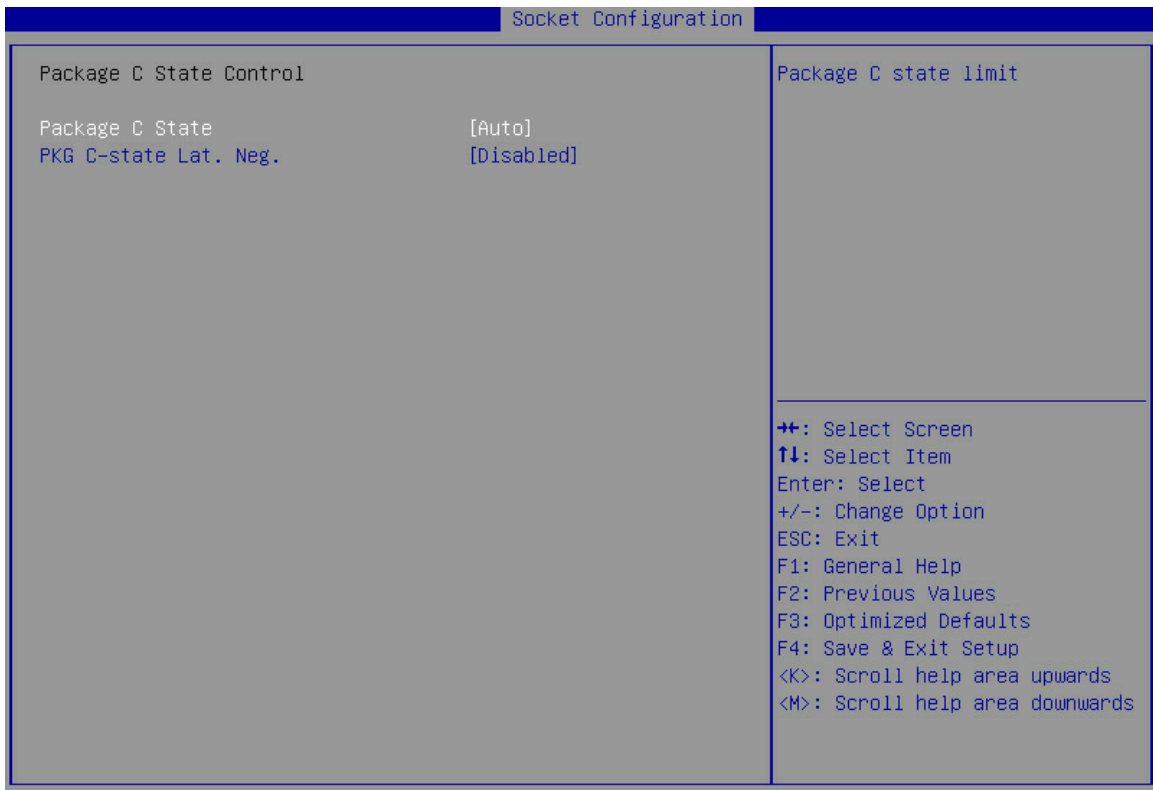 Socket Configuration
Package C State Control
Package C State [Auto]
PKG C-state Lat. Neg. [Disabled]
Package C state limit
→←: Select Screen
↑↓: Select Item
Enter: Select
+/-: Change Option
ESC: Exit
F1: General Help
F2: Previous Values
F3: Optimized Defaults
F4: Save & Exit Setup
<K>: Scroll help area upwards
<M>: Scroll help area downwards